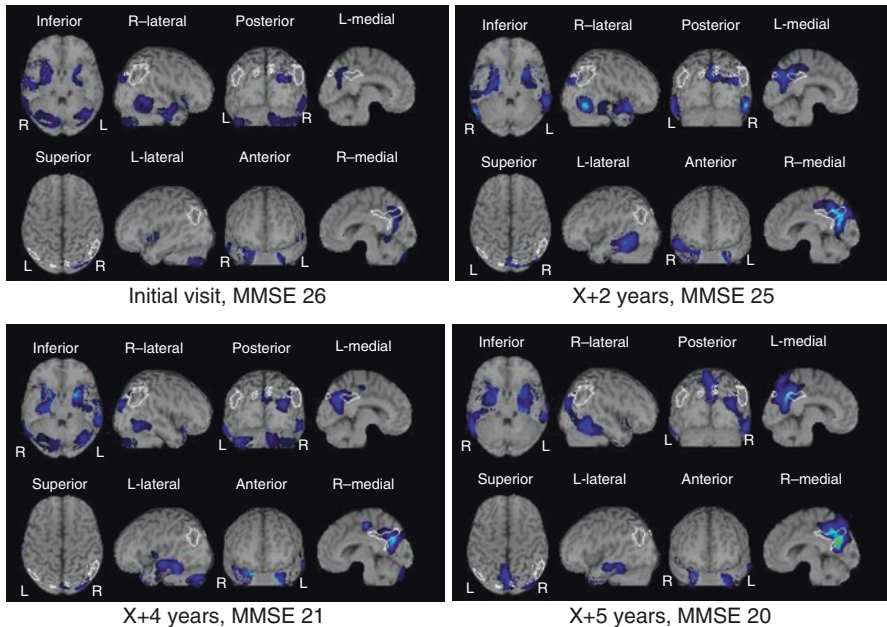 Inferior R–lateral Posterior L-medial
R L L R
Superior L-lateral Anterior R–medial
L R R L
Initial visit, MMSE 26
Inferior R–lateral Posterior L-medial
R L L R
Superior L-lateral Anterior R–medial
L R R L
X+2 years, MMSE 25
Inferior R–lateral Posterior L-medial
R L L R
Superior L-lateral Anterior R–medial
L R R L
X+4 years, MMSE 21
Inferior R–lateral Posterior L-medial
R L L R
Superior L-lateral Anterior R–medial
L R R L
X+5 years, MMSE 20